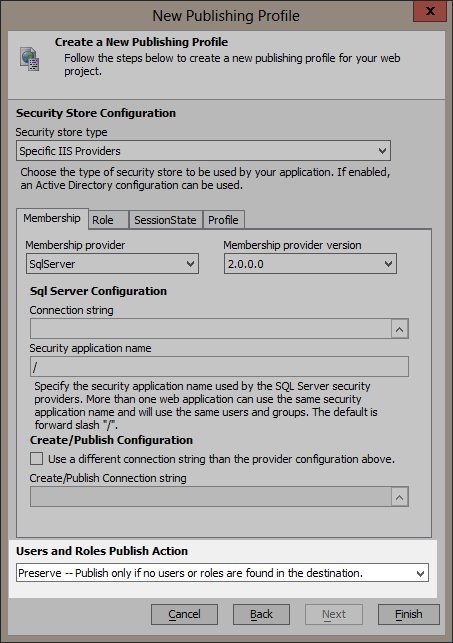 New Publishing Profile
x
Create a New Publishing Profile
Follow the steps below to create a new publishing profile for your web
project.
Security Store Configuration
Security store type
Specific IIS Providers
Choose the type of security store to be used by your application. If enabled,
an Active Directory configuration can be used.
Membership Role SessionState Profile
Membership provider Membership provider version
SqlServer 2.0.0.0
Sql Server Configuration
Connection string
Security application name
/
Specify the security application name used by the SQL Server security
providers. More than one web application can use the same security
application name and will use the same users and groups. The default is
forward slash "/".
Create/Publish Configuration
Use a different connection string than the provider configuration above.
Create/Publish Connection string
Users and Roles Publish Action
Preserve -- Publish only if no users or roles are found in the destination.
Cancel Back Next Finish